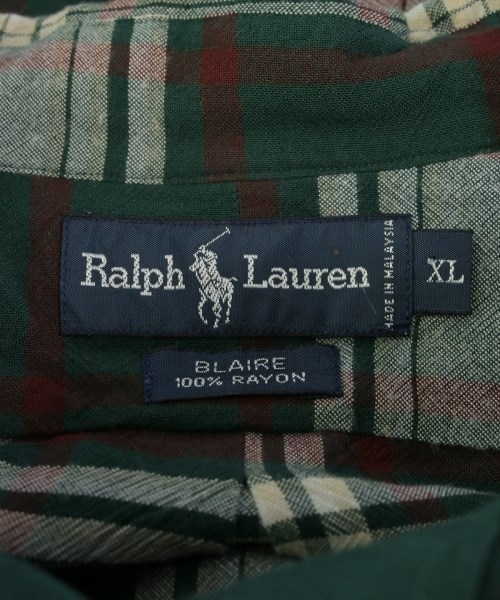 Ralph Lauren
MADE IN MALAYSIA
XL
BLAIRE
100% RAYON